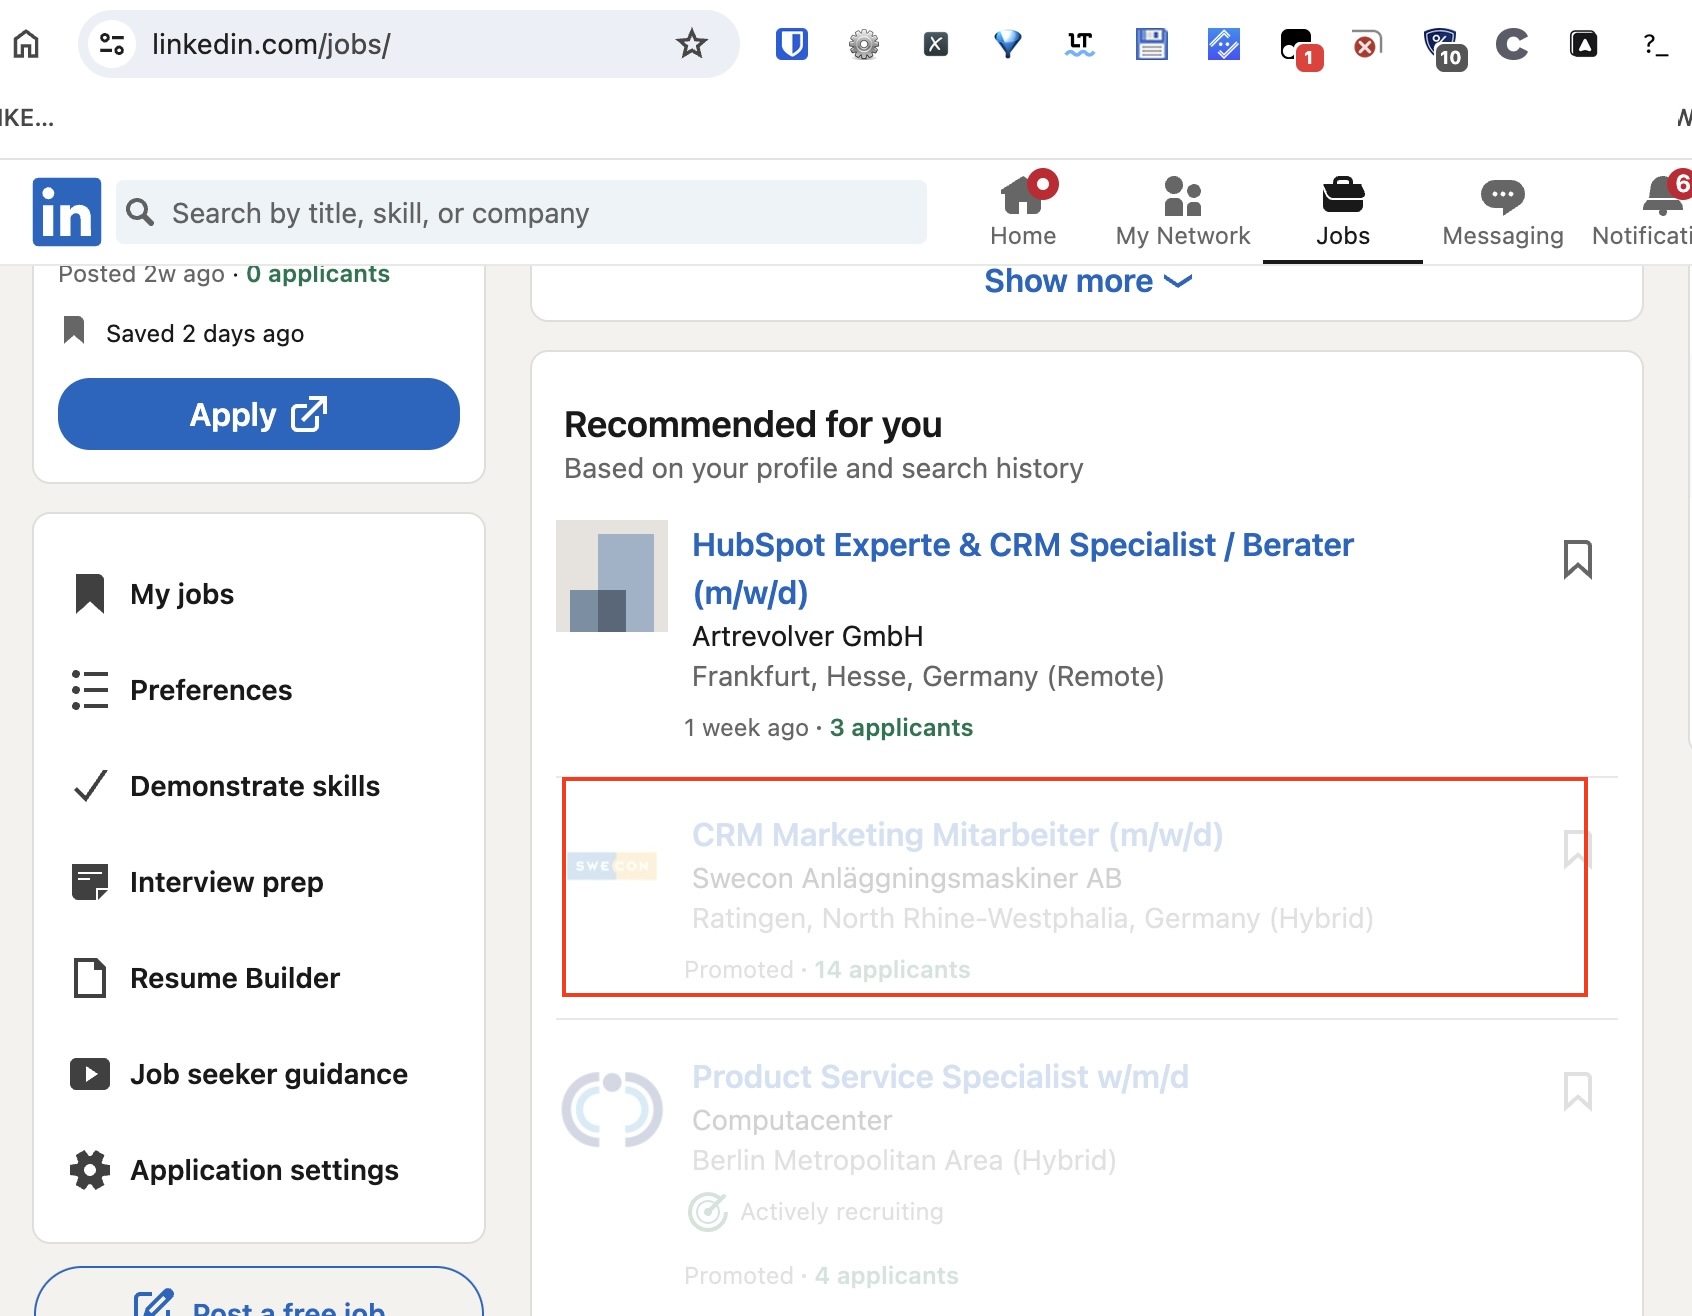 linkedin.com/jobs/
1
10
?_
IKE...
in
Search by title, skill, or company
Home
My Network
Jobs
Messaging
6
Notificati
Posted 2w ago · 0 applicants
Saved 2 days ago
Apply
Show more
Recommended for you
Based on your profile and search history
HubSpot Experte & CRM Specialist / Berater
(m/w/d)
Artrevolver GmbH
Frankfurt, Hesse, Germany (Remote)
1 week ago · 3 applicants
My jobs
Preferences
Demonstrate skills
Interview prep
Resume Builder
Job seeker guidance
Application settings
Post a free job
SWECON
CRM Marketing Mitarbeiter (m/w/d)
Swecon Anläggningsmaskiner AB
Ratingen, North Rhine-Westphalia, Germany (Hybrid)
Promoted · 14 applicants
Product Service Specialist w/m/d
Computacenter
Berlin Metropolitan Area (Hybrid)
Actively recruiting
Promoted · 4 applicants